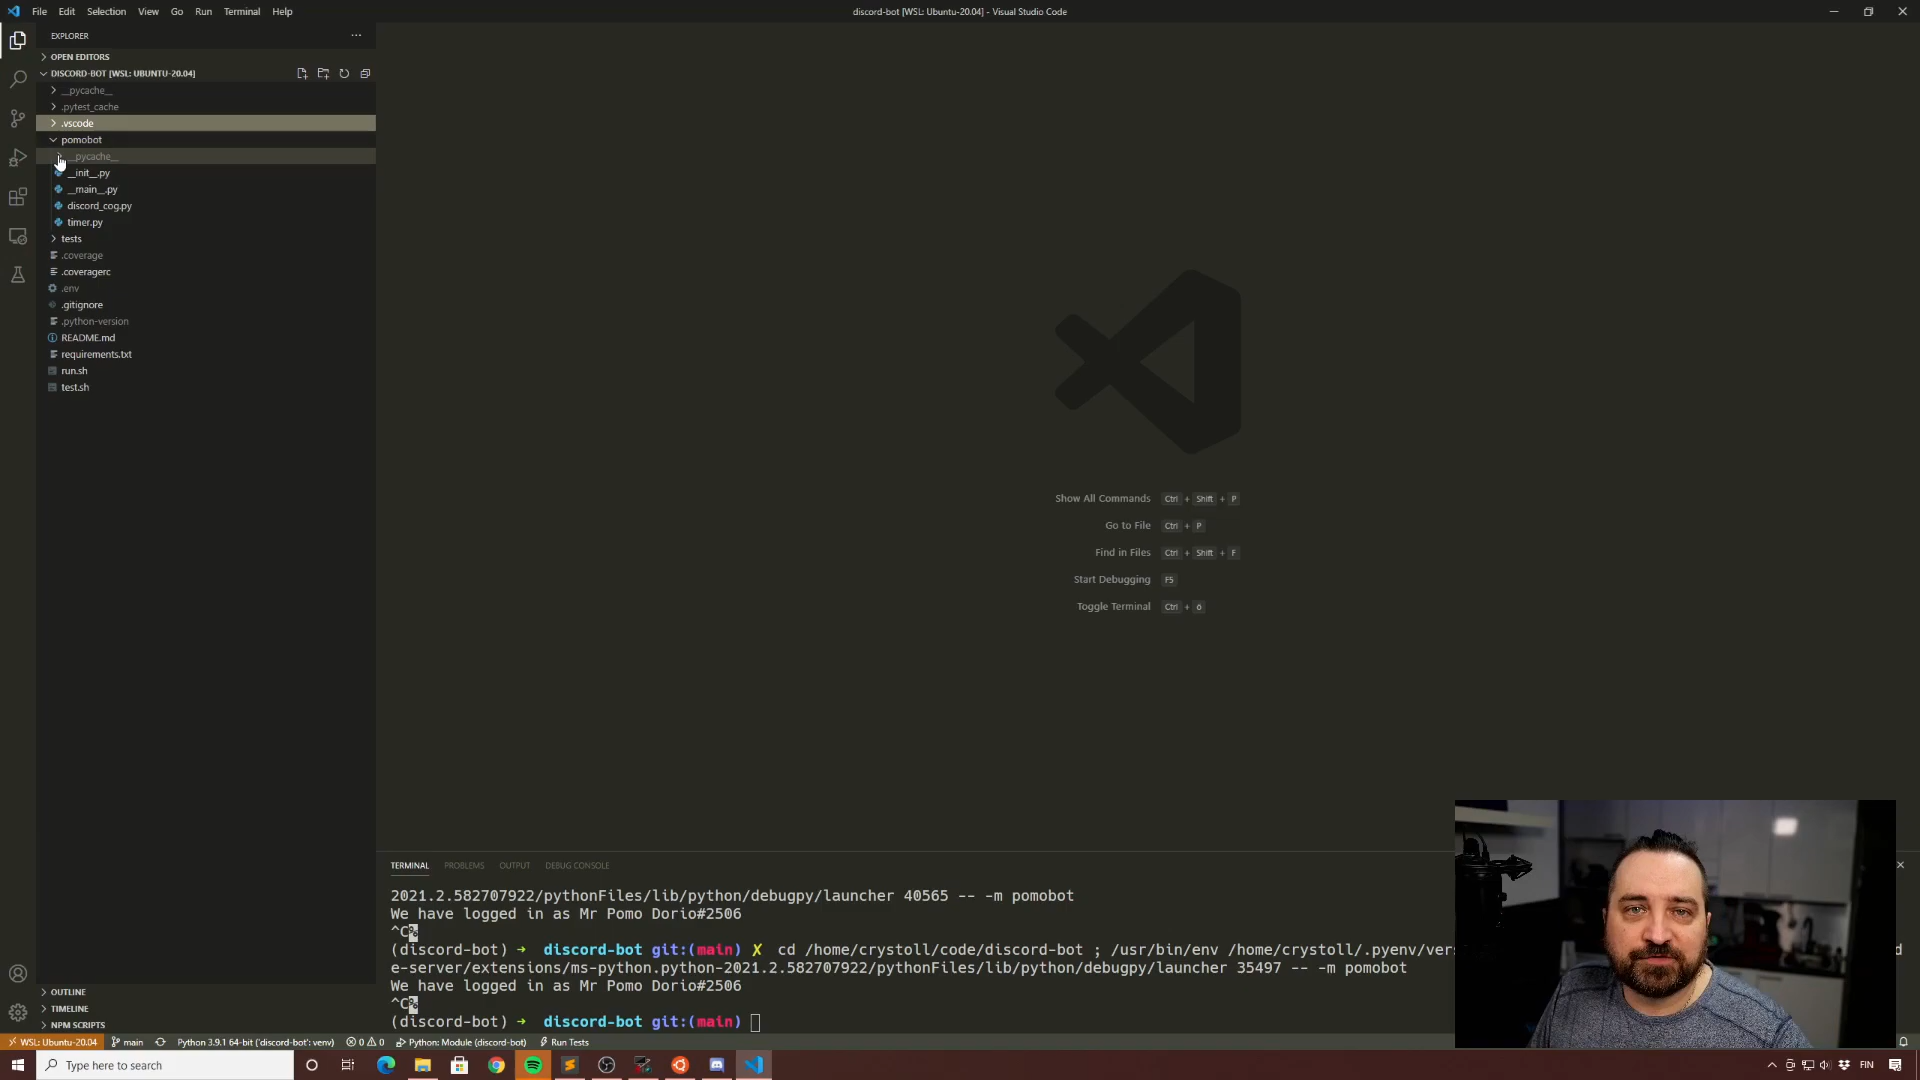 File Edit Selection View Go Run Terminal Help
discord-bot [WSL: Ubuntu-20.04] - Visual Studio Code
EXPLORER
OPEN EDITORS
DISCORD-BOT [WSL: UBUNTU-20.04]
__pycache__
.pytest_cache
.vscode
pomobot
__pycache__
__init__.py
__main__.py
discord_cog.py
timer.py
tests
.coverage
.coveragerc
.env
.gitignore
.python-version
README.md
requirements.txt
run.sh
test.sh
OUTLINE
TIMELINE
NPM SCRIPTS
Show All Commands Ctrl + Shift + P
Go to File Ctrl + P
Find in Files Ctrl + Shift + F
Start Debugging F5
Toggle Terminal Ctrl + ö
TERMINAL PROBLEMS OUTPUT DEBUG CONSOLE
2021.2.582707922/pythonFiles/lib/python/debugpy/launcher 40565 -- -m pomobot
We have logged in as Mr Pomo Dorio#2506
^C%
(discord-bot) → discord-bot git:(main) ✗ cd /home/crystoll/code/discord-bot ; /usr/bin/env /home/crystoll/.pyenv/vers
e-server/extensions/ms-python.python-2021.2.582707922/pythonFiles/lib/python/debugpy/launcher 35497 -- -m pomobot
We have logged in as Mr Pomo Dorio#2506
^C%
(discord-bot) → discord-bot git:(main)
WSL: Ubuntu-20.04 main Python 3.9.1 64-bit ('discord-bot': venv) 0 0 Python: Module (discord-bot) Run Tests
Type here to search
FIN